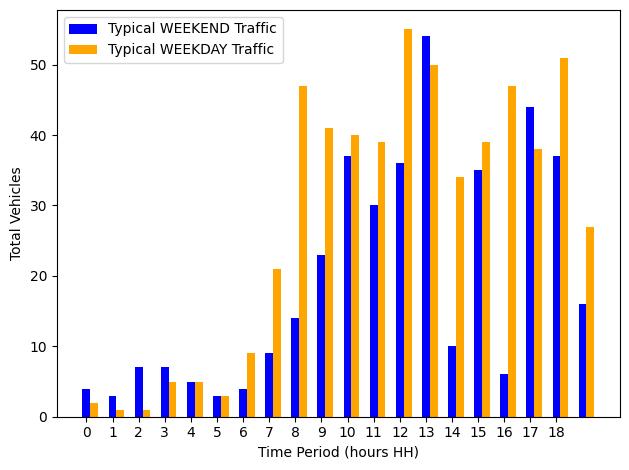 Typical WEEKEND Traffic
Typical WEEKDAY Traffic
Total Vehicles
50
40
30
20
10
0
0 1 2 3 4 5 6 7 8 9 10 11 12 13 14 15 16 17 18
Time Period (hours HH)